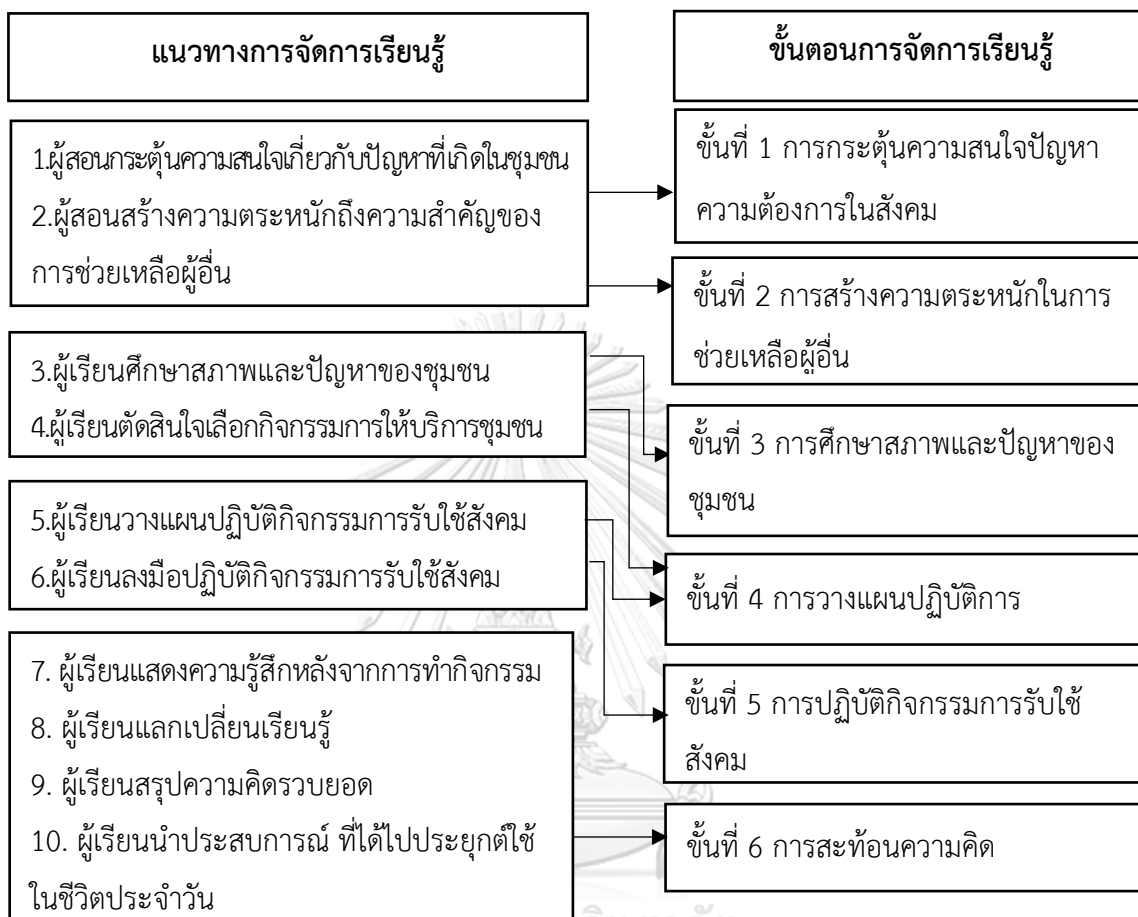 แนวทางการจัดการเรียนรู้
1.ผู้สอนกระตุ้นความสนใจเกี่ยวกับปัญหาที่เกิดในชุมชน
2.ผู้สอนสร้างความตระหนักถึงความสำคัญของ
การช่วยเหลือผู้อื่น
3.ผู้เรียนศึกษาสภาพและปัญหาของชุมชน
4.ผู้เรียนตัดสินใจเลือกกิจกรรมการให้บริการชุมชน
5.ผู้เรียนวางแผนปฏิบัติกิจกรรมการรับใช้สังคม
6.ผู้เรียนลงมือปฏิบัติกิจกรรมการรับใช้สังคม
7. ผู้เรียนแสดงความรู้สึกหลังจากการทำกิจกรรม
8. ผู้เรียนแลกเปลี่ยนเรียนรู้
9. ผู้เรียนสรุปความคิดรวบยอด
10. ผู้เรียนนำประสบการณ์ ที่ได้ไปประยุกต์ใช้
ในชีวิตประจำวัน
ขั้นตอนการจัดการเรียนรู้
ขั้นที่ 1 การกระตุ้นความสนใจปัญหา
ความต้องการในสังคม
ขั้นที่ 2 การสร้างความตระหนักในการ
ช่วยเหลือผู้อื่น
ขั้นที่ 3 การศึกษาสภาพและปัญหาของ
ชุมชน
ขั้นที่ 4 การวางแผนปฏิบัติการ
ขั้นที่ 5 การปฏิบัติกิจกรรมการรับใช้
สังคม
ขั้นที่ 6 การสะท้อนความคิด